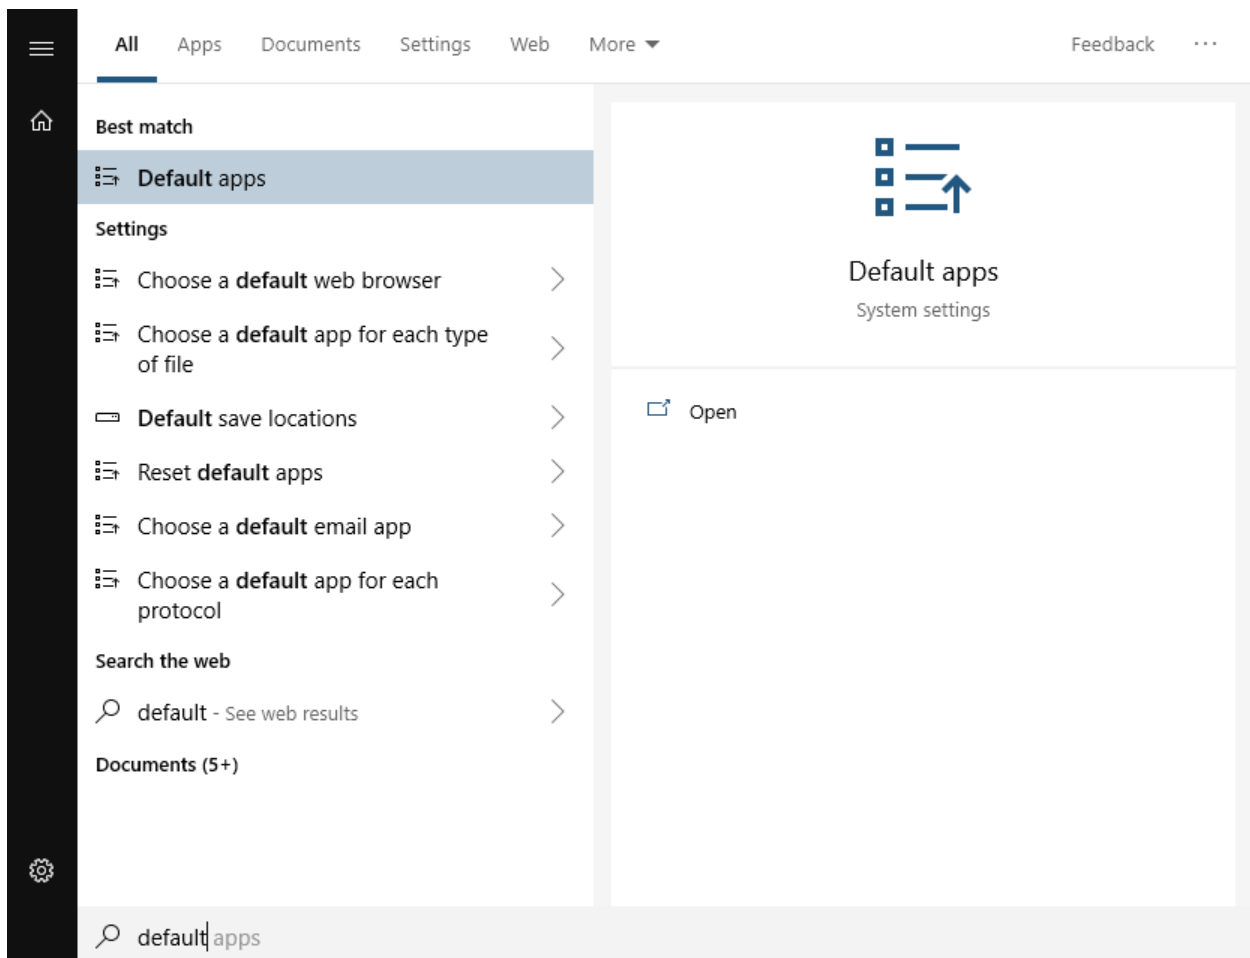 All Apps Documents Settings Web More Feedback ...
Best match
Default apps
Settings
Choose a default web browser
Choose a default app for each type
of file
Default save locations
Reset default apps
Choose a default email app
Choose a default app for each
protocol
Search the web
default - See web results
Documents (5+)
default apps
Default apps
System settings
Open